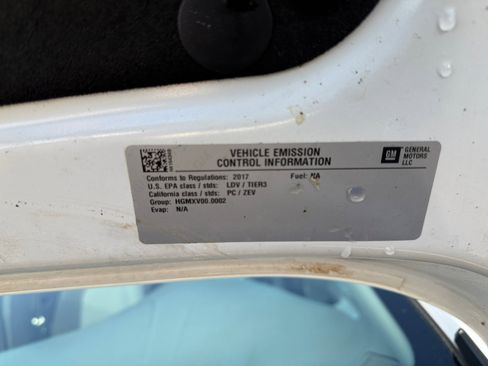 VEHICLE EMISSION
CONTROL INFORMATION
GM
GENERAL
MOTORS
LLC
Conforms to Regulations: 2017 Fuel: NA
U.S. EPA class / stds: LDV / TIER3
California class / stds: PC / ZEV
Group: HGMXV00.0002
Evap: N/A